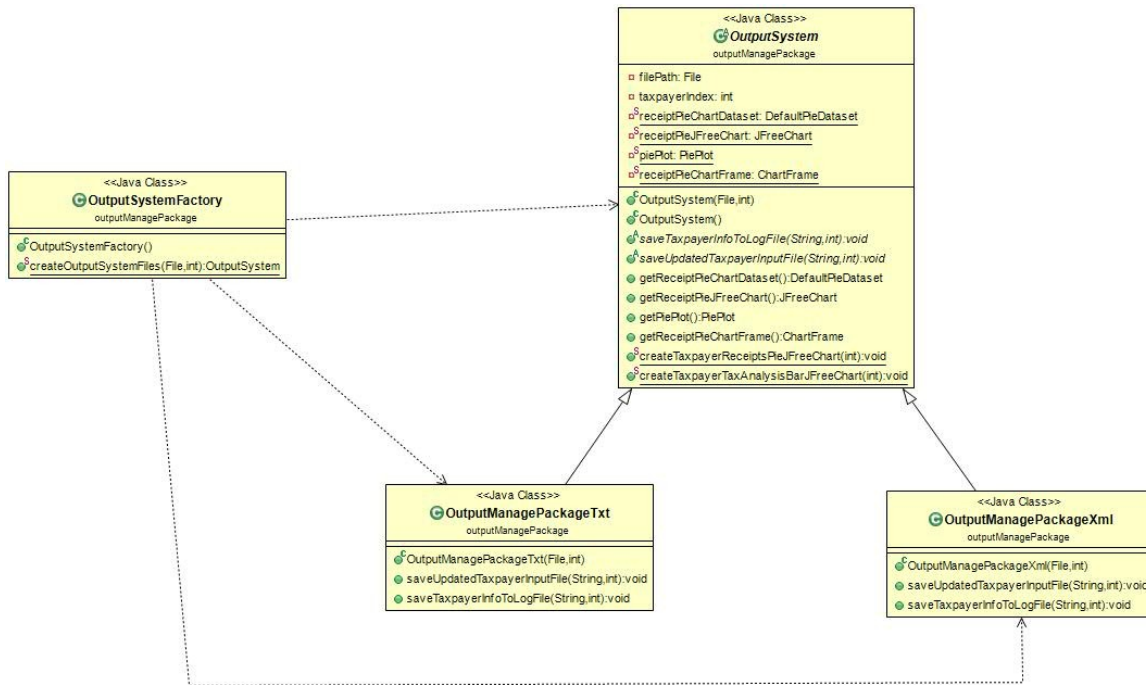 <<Java Class>>
OutputSystem
outputManagePackage
filePath: File
taxpayerIndex: int
receiptPieChartDataset: DefaultPieDataset
receiptPieJFreeChart: JFreeChart
piePlot: PiePlot
receiptPieChartFrame: ChartFrame
OutputSystem(File,int)
OutputSystem()
saveTaxpayerInfoToLogFile(String,int):void
saveUpdatedTaxpayerInputFile(String,int):void
getReceiptPieChartDataset():DefaultPieDataset
getReceiptPieJFreeChart():JFreeChart
getPiePlot():PiePlot
getReceiptPieChartFrame():ChartFrame
createTaxpayerReceiptsPieJFreeChart(int):void
createTaxpayerTaxAnalysisBarJFreeChart(int):void
<<Java Class>>
OutputSystemFactory
outputManagePackage
OutputSystemFactory()
createOutputSystemFiles(File,int):OutputSystem
<<Java Class>>
OutputManagePackageTxt
outputManagePackage
OutputManagePackageTxt(File,int)
saveUpdatedTaxpayerInputFile(String,int):void
saveTaxpayerInfoToLogFile(String,int):void
<<Java Class>>
OutputManagePackageXml
outputManagePackage
OutputManagePackageXml(File,int)
saveUpdatedTaxpayerInputFile(String,int):void
saveTaxpayerInfoToLogFile(String,int):void